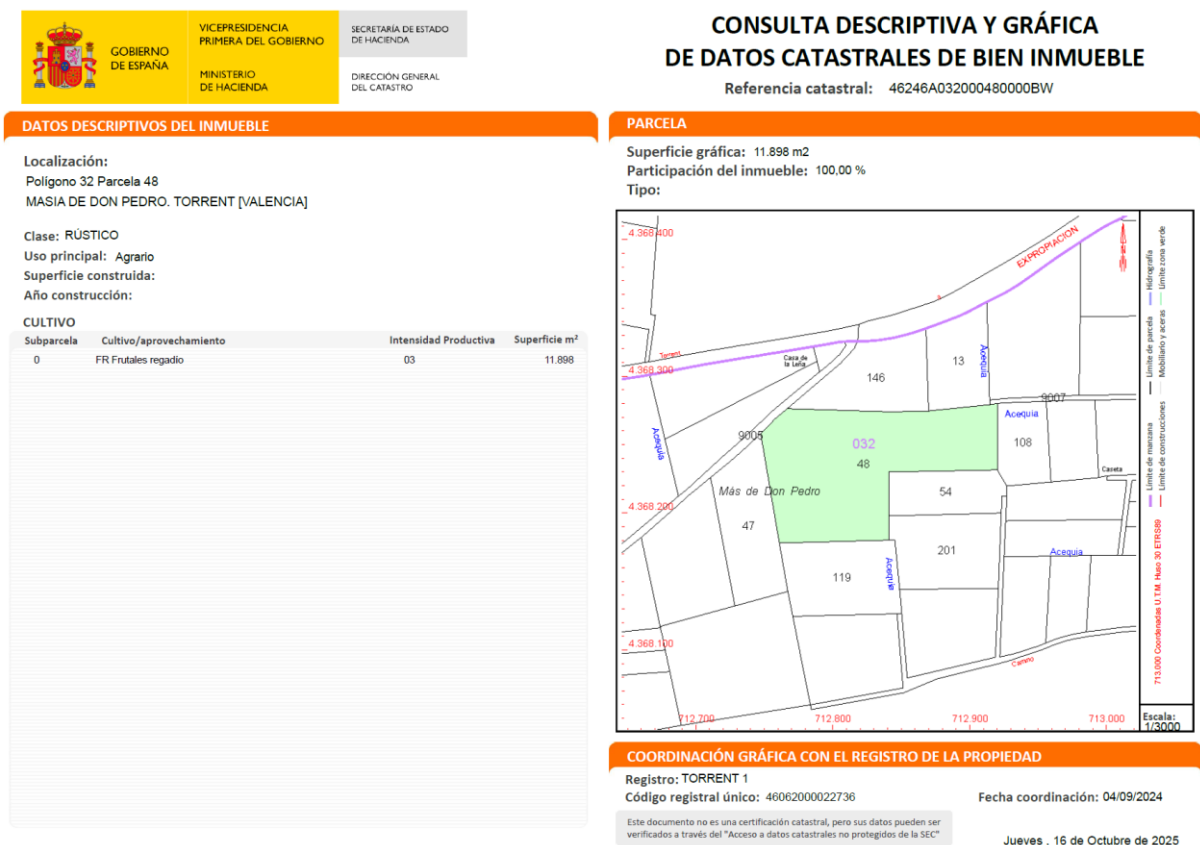 GOBIERNO
DE ESPAÑA
VICEPRESIDENCIA
PRIMERA DEL GOBIERNO
MINISTERIO
DE HACIENDA
SECRETARÍA DE ESTADO
DE HACIENDA
DIRECCIÓN GENERAL
DEL CATASTRO
CONSULTA DESCRIPTIVA Y GRÁFICA
DE DATOS CATASTRALES DE BIEN INMUEBLE
Referencia catastral: 46246A032000480000BW
DATOS DESCRIPTIVOS DEL INMUEBLE
Localización:
Polígono 32 Parcela 48
MASIA DE DON PEDRO. TORRENT [VALENCIA]
Clase: RÚSTICO
Uso principal: Agrario
Superficie construida:
Año construcción:
CULTIVO
Subparcela Cultivo/aprovechamiento Intensidad Productiva Superficie m²
0 FR Frutales regadio 03 11.898
PARCELA
Superficie gráfica: 11.898 m2
Participación del inmueble: 100,00 %
Tipo:
4.368.400
EXPROPIACION
Torrent
4.368.300
Casa de
la Laña
146
13
Acequia
9007
Acequia
9005
Acequia
032
48
108
Caseta
Más de Don Pedro
54
4.368.200
47
201
Acequia
119
Acequia
4.368.100
Camino
712.700
712.800
712.900
713.000
Hidrografía
Límite zona verde
Límite de parcela
Mobiliario y aceras
Límite de manzana
Límite de construcciones
713.000 Coordenadas U.T.M. Huso 30 ETRS89
Escala:
1/3000
COORDINACIÓN GRÁFICA CON EL REGISTRO DE LA PROPIEDAD
Registro: TORRENT 1
Código registral único: 46062000022736
Fecha coordinación: 04/09/2024
Este documento no es una certificación catastral, pero sus datos pueden ser
verificados a través del "Acceso a datos catastrales no protegidos de la SEC"
Jueves , 16 de Octubre de 2025